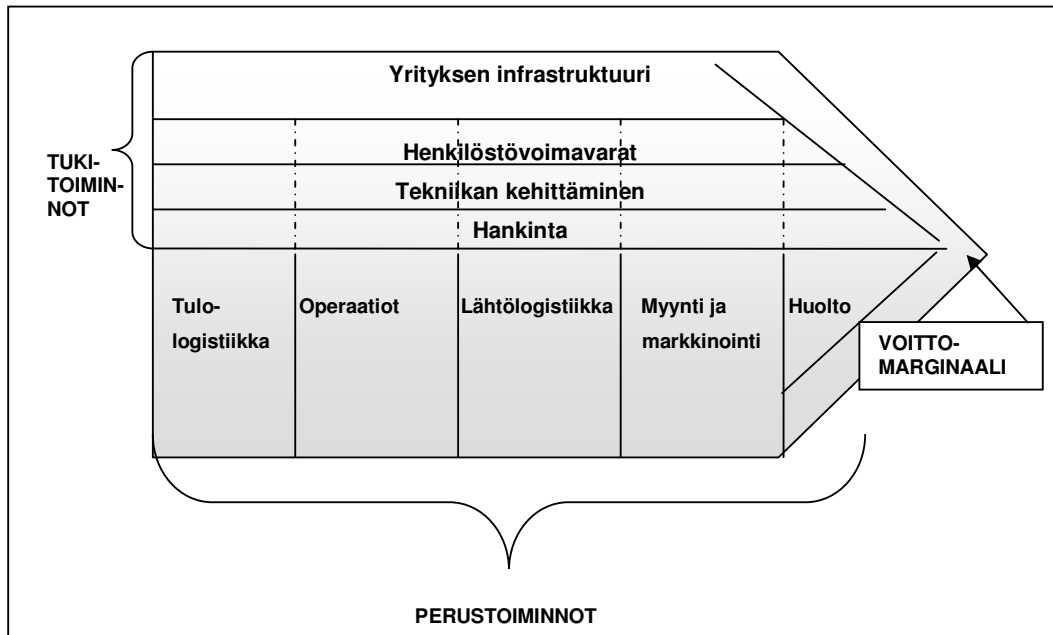 Yrityksen infrastruktuuri
TUKI-
TOIMIN-
NOT
Henkilöstövoimavarat
Tekniikan kehittäminen
Hankinta
Tulo-
logistiikka
Operaatiot
Lähtölogistiikka
Myynti ja
markkinointi
Huolto
VOITTO-
MARGINAALI
PERUSTOIMINNOT